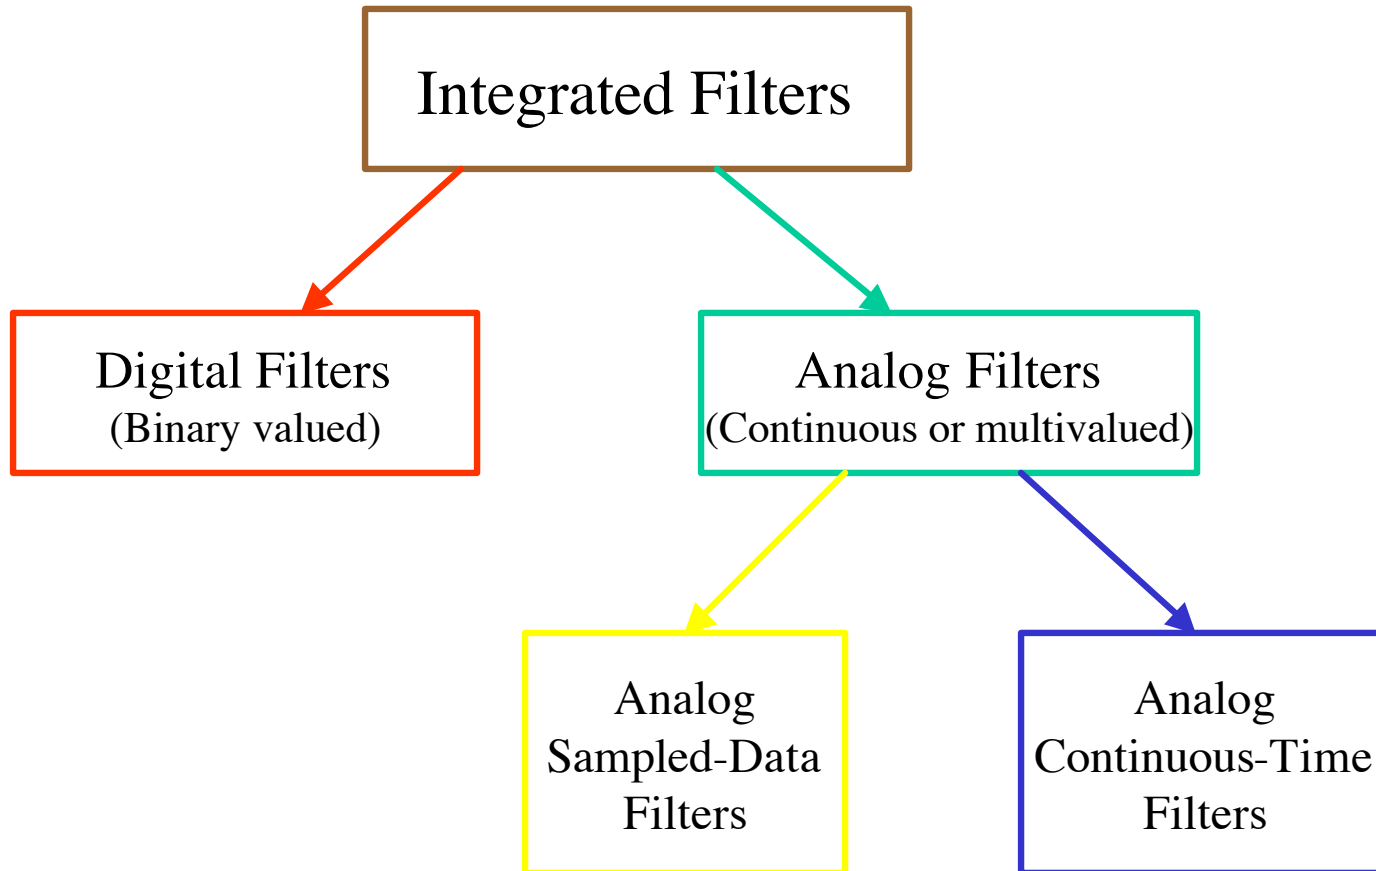 Integrated Filters
Digital Filters
(Binary valued)
Analog Filters
(Continuous or multivalued)
Analog
Sampled-Data
Filters
Analog
Continuous-Time
Filters